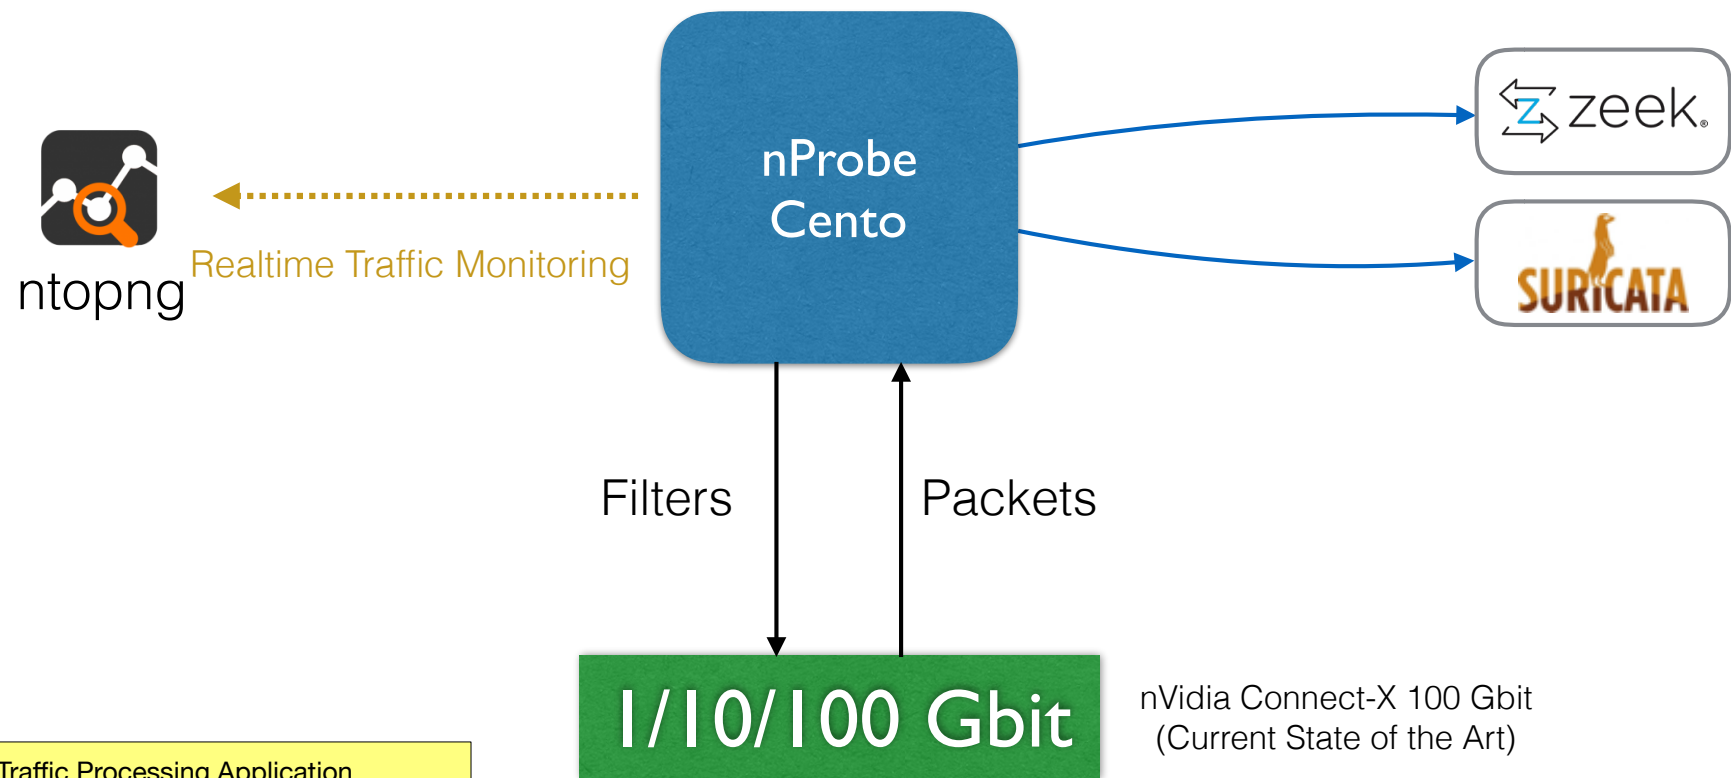 nProbe
Cento
zeek®
SURICATA
ntopng
Realtime Traffic Monitoring
Filters
Packets
1/10/100 Gbit
nVidia Connect-X 100 Gbit
(Current State of the Art)
Traffic Processing Application